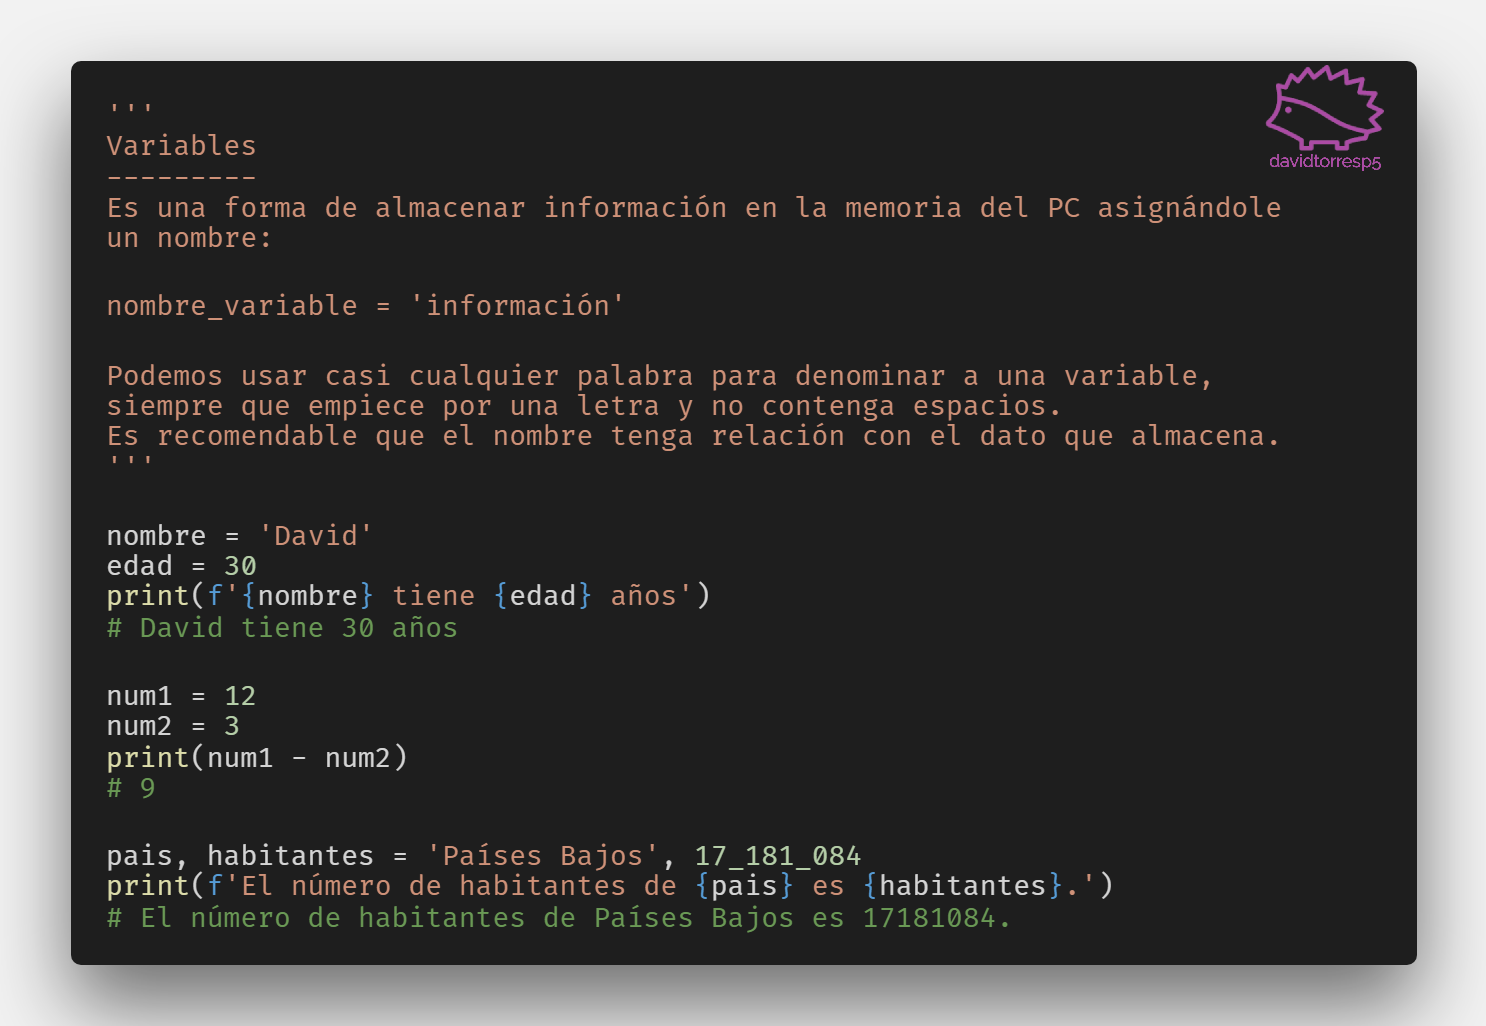 '''
Variables
---------
Es una forma de almacenar información en la memoria del PC asignándole
un nombre:
nombre_variable = 'información'
Podemos usar casi cualquier palabra para denominar a una variable,
siempre que empiece por una letra y no contenga espacios.
Es recomendable que el nombre tenga relación con el dato que almacena.
'''
nombre = 'David'
edad = 30
print(f'{nombre} tiene {edad} años')
# David tiene 30 años
num1 = 12
num2 = 3
print(num1 - num2)
# 9
pais, habitantes = 'Países Bajos', 17_181_084
print(f'El número de habitantes de {pais} es {habitantes}.')
# El número de habitantes de Países Bajos es 17181084.
davidtorresp5